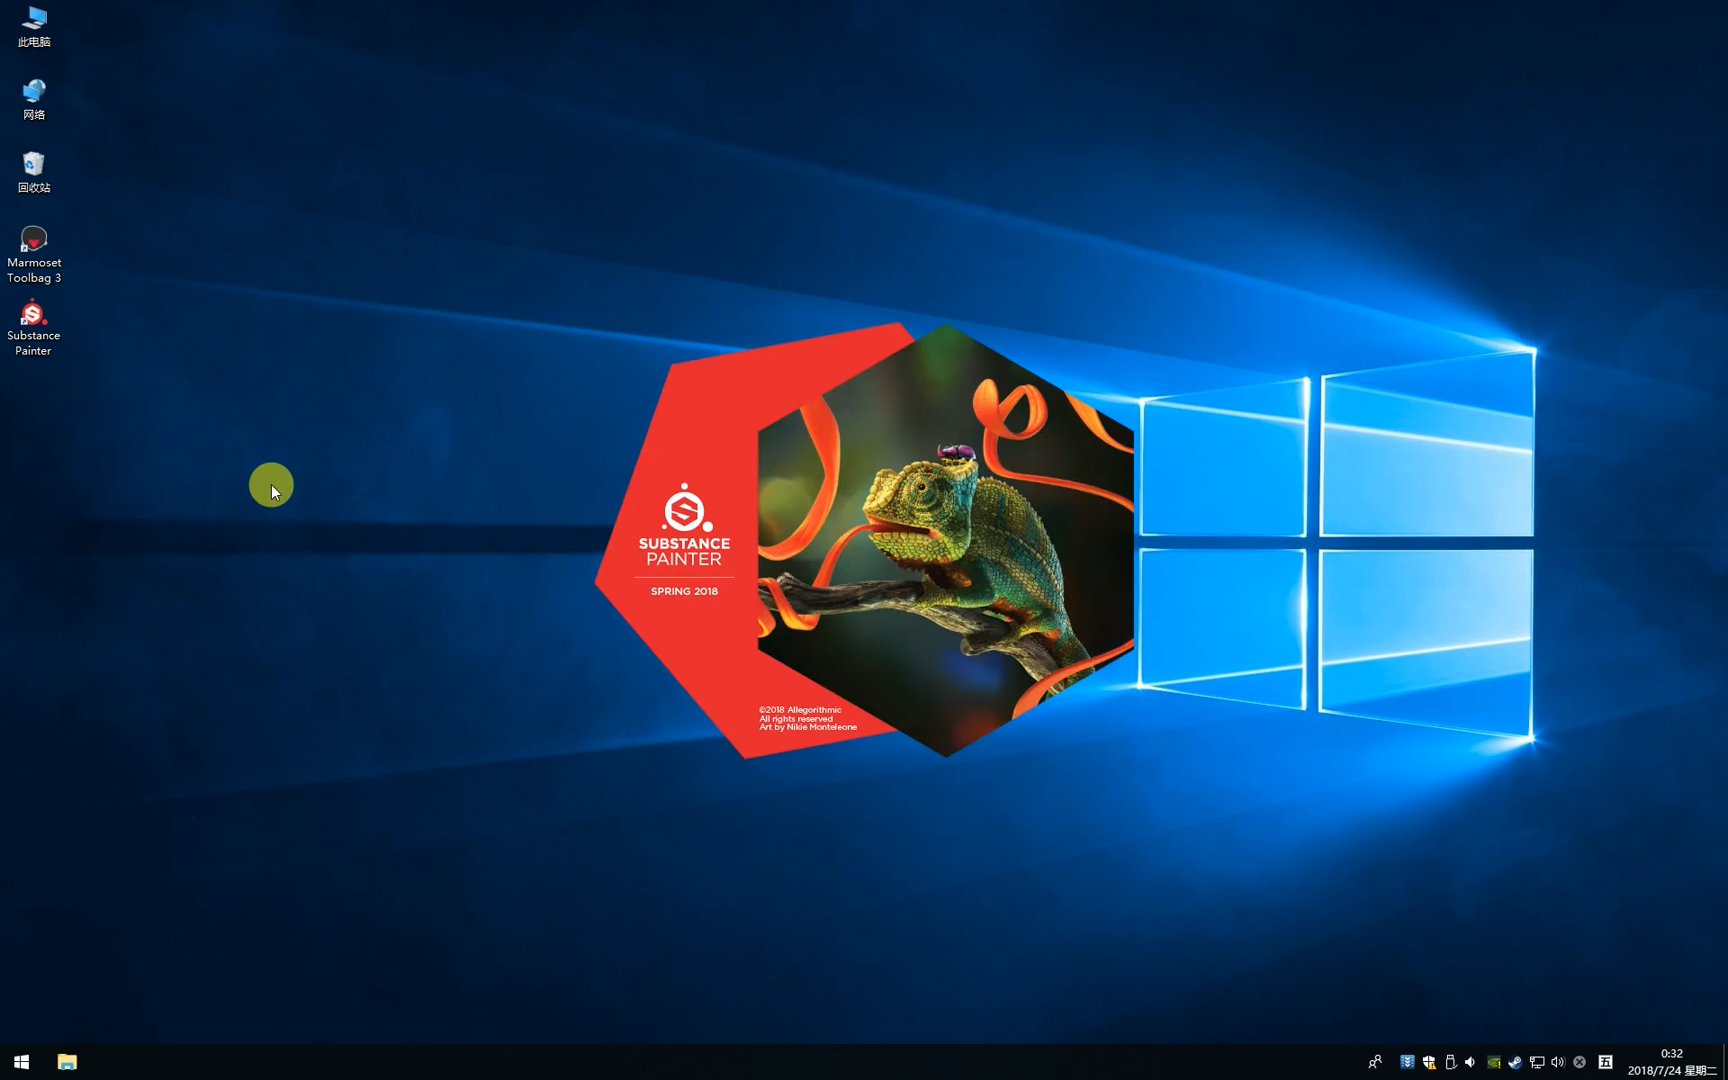 此电脑
网络
回收站
Marmoset
Toolbag 3
Substance
Painter
SUBSTANCE
PAINTER
SPRING 2018
©2018 Allegorithmic
All rights reserved
Art by Nikie Monteleone
五
0:32
2018/7/24 星期二